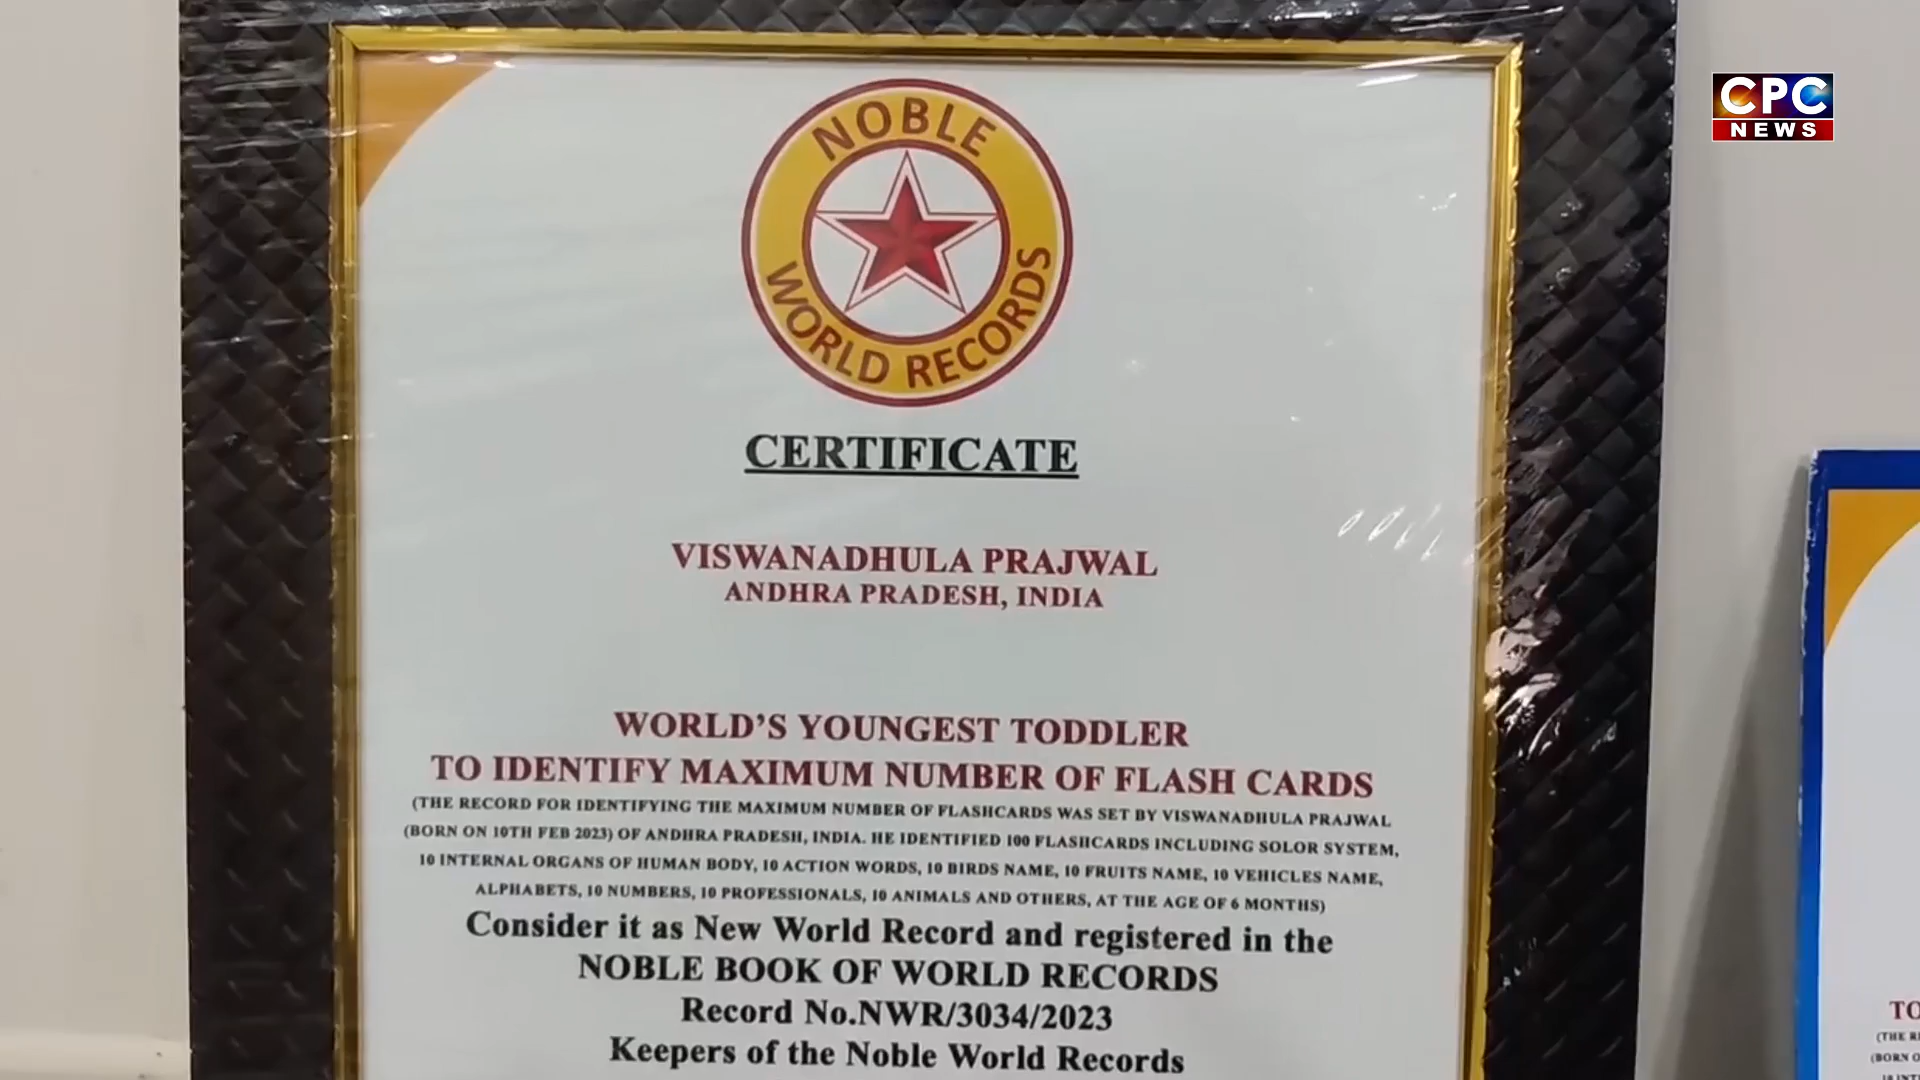 NOBLE
WORLD RECORDS
CPC
NEWS
CERTIFICATE
VISWANADHULA PRAJWAL
ANDHRA PRADESH, INDIA
WORLD'S YOUNGEST TODDLER
TO IDENTIFY MAXIMUM NUMBER OF FLASH CARDS
(THE RECORD FOR IDENTIFYING THE MAXIMUM NUMBER OF FLASHCARDS WAS SET BY VISWANADHULA PRAJWAL
(BORN ON 10TH FEB 2023) OF ANDHRA PRADESH, INDIA. HE IDENTIFIED 100 FLASHCARDS INCLUDING SOLOR SYSTEM,
10 INTERNAL ORGANS OF HUMAN BODY, 10 ACTION WORDS, 10 BIRDS NAME, 10 FRUITS NAME, 10 VEHICLES NAME,
ALPHABETS, 10 NUMBERS, 10 PROFESSIONALS, 10 ANIMALS AND OTHERS, AT THE AGE OF 6 MONTHS)
Consider it as New World Record and registered in the
NOBLE BOOK OF WORLD RECORDS
Record No.NWR/3034/2023
Keepers of the Noble World Records
TO
(THE
(BORN